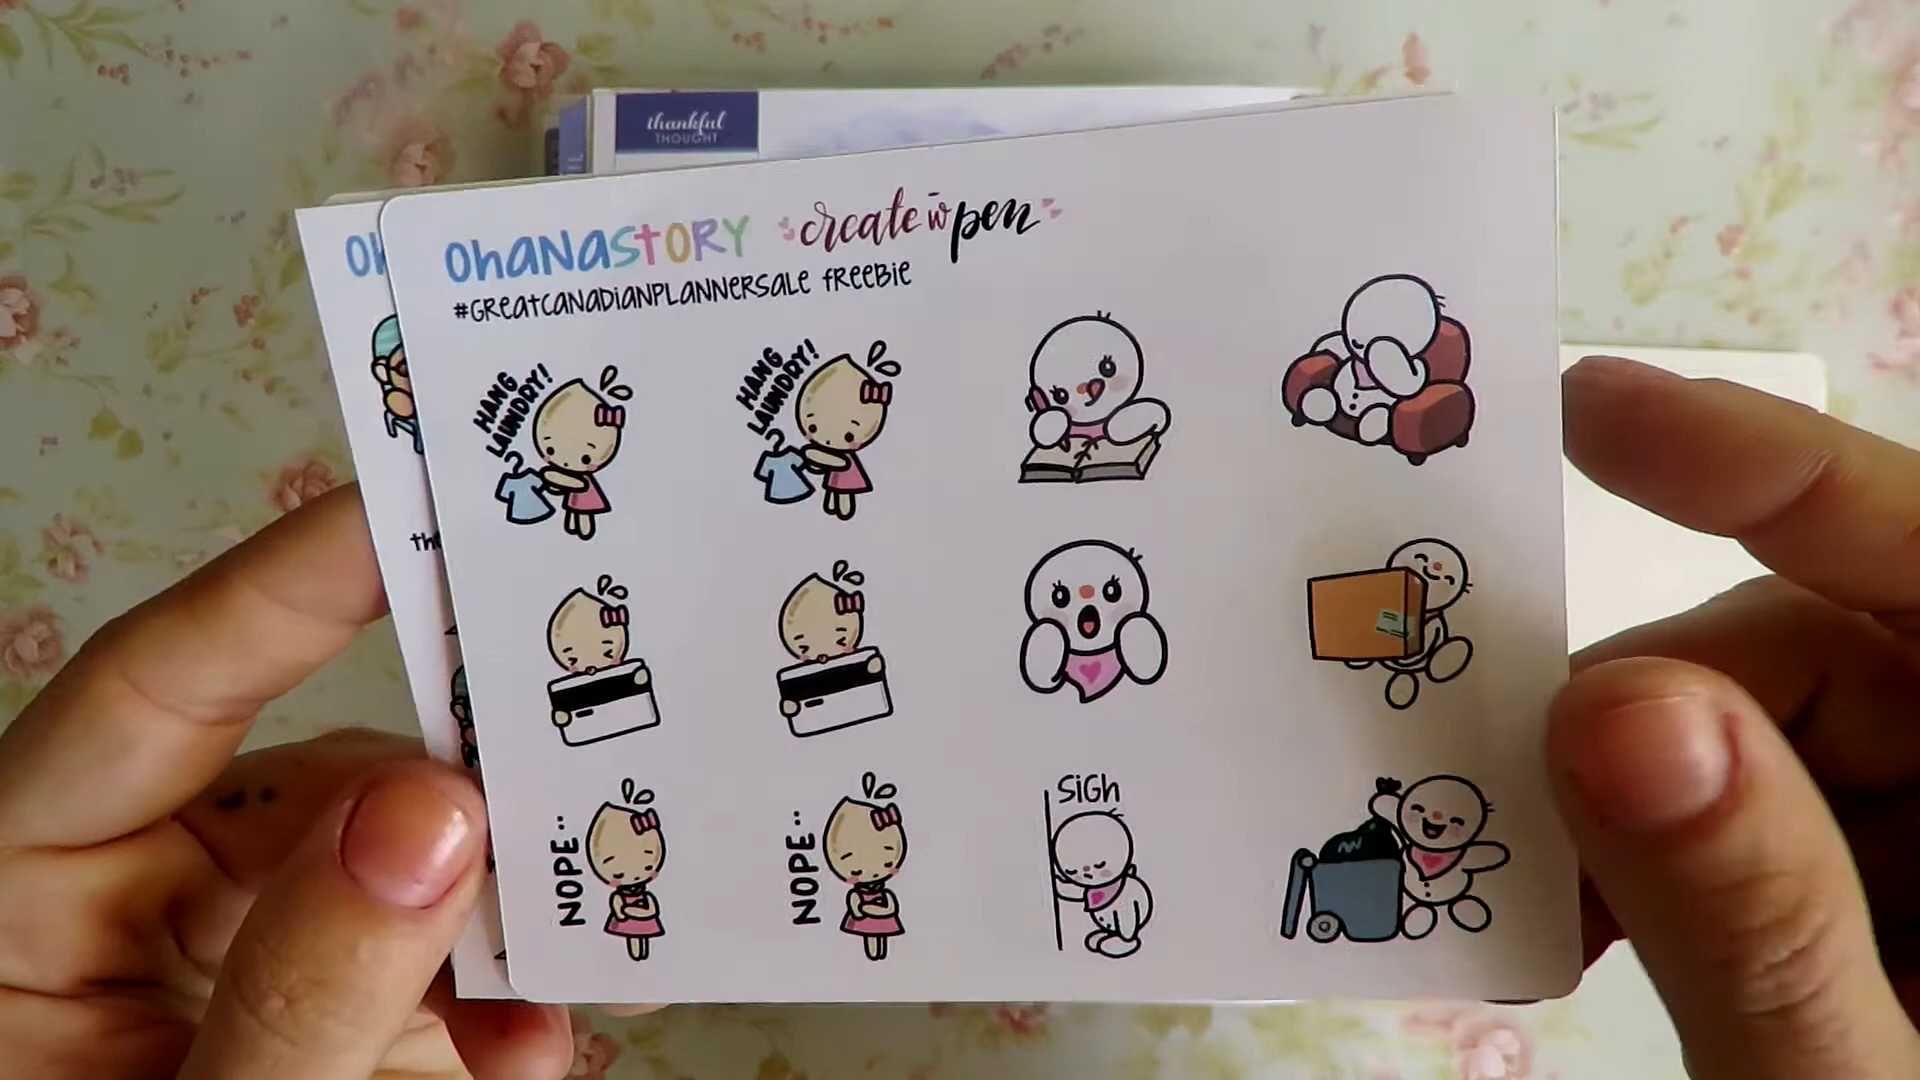 thankful
THOUGHT
OhanaSTORY create w pen
#GreatCanadianPlannerSale Freebie
HANG
LAUNDRY!
HANG
LAUNDRY!
NOPE..
NOPE..
SIGH